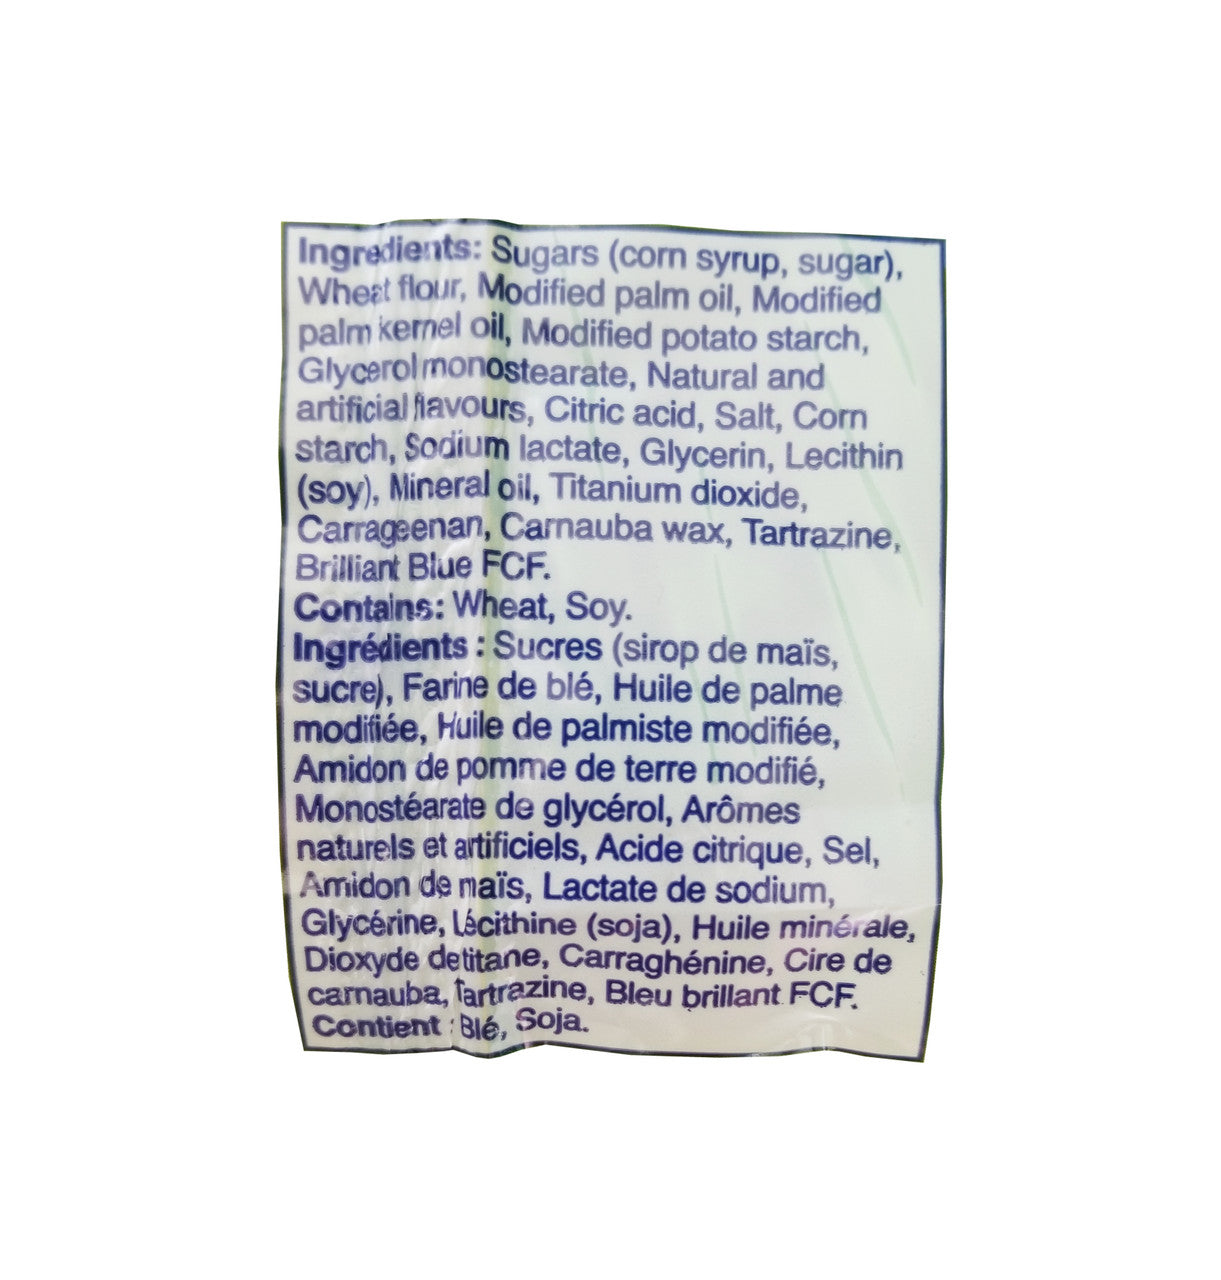 Ingredients: Sugars (corn syrup, sugar),
Wheat flour, Modified palm oil, Modified
palm kernel oil, Modified potato starch,
Glycerol monostearate, Natural and
artificial flavours, Citric acid, Salt, Corn
starch, Sodium lactate, Glycerin, Lecithin
(soy), Mineral oil, Titanium dioxide,
Carrageenan, Carnauba wax, Tartrazine,
Brilliant Blue FCF.
Contains: Wheat, Soy.
Ingrédients : Sucres (sirop de maïs,
sucre), Farine de blé, Huile de palme
modifiée, Huile de palmiste modifiée,
Amidon de pomme de terre modifié,
Monostéarate de glycérol, Arômes
naturels et artificiels, Acide citrique, Sel,
Amidon de maïs, Lactate de sodium,
Glycérine, Lécithine (soja), Huile minérale,
Dioxyde de titane, Carraghénine, Cire de
carnauba, Tartrazine, Bleu brillant FCF.
Contient : Blé, Soja.